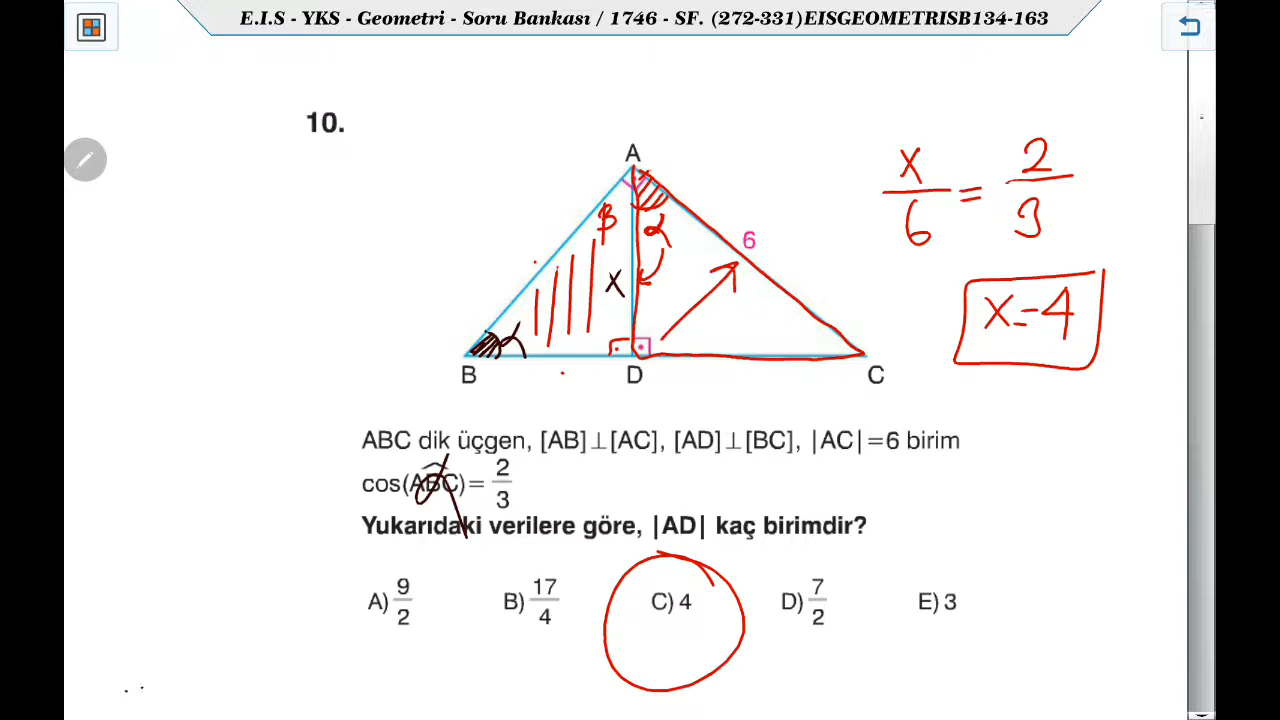 E.I.S - YKS - Geometri - Soru Bankası / 1746 - SF. (272-331)EISGEOMETRISB134-163
10.
A
β
α
6
x
α
B
D
C
x/6 = 2/3
x=4
ABC dik üçgen, [AB]⊥[AC], [AD]⊥[BC], |AC|=6 birim
cos(ABC)= 2/3
α
Yukarıdaki verilere göre, |AD| kaç birimdir?
A) 9/2 B) 17/4 C) 4 D) 7/2 E) 3